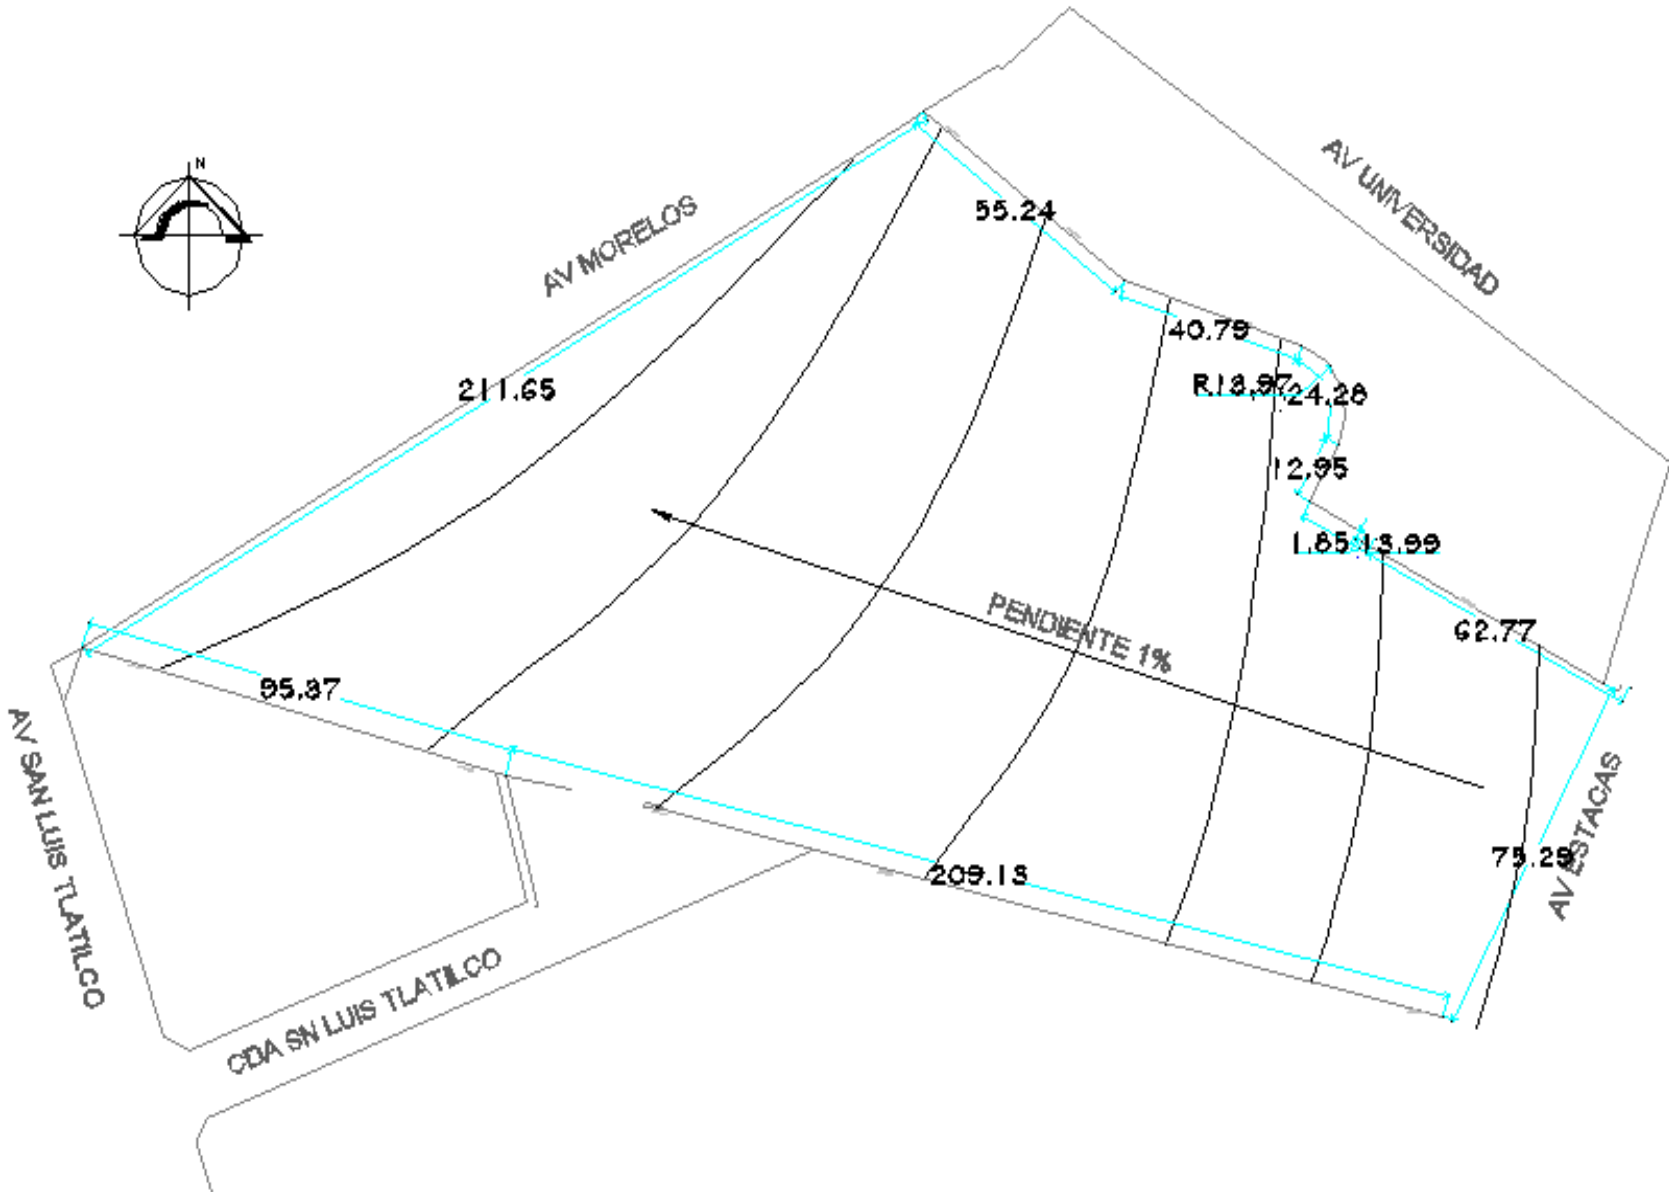 N
AV MORELOS
AV UNIVERSIDAD
55.24
40.79
211.65
R13.97
24.28
12.95
1.85
13.99
PENDIENTE 1%
62.77
95.37
AV SAN LUIS TLATILCO
209.13
75.29
AV ESTACAS
CDA SN LUIS TLATILCO